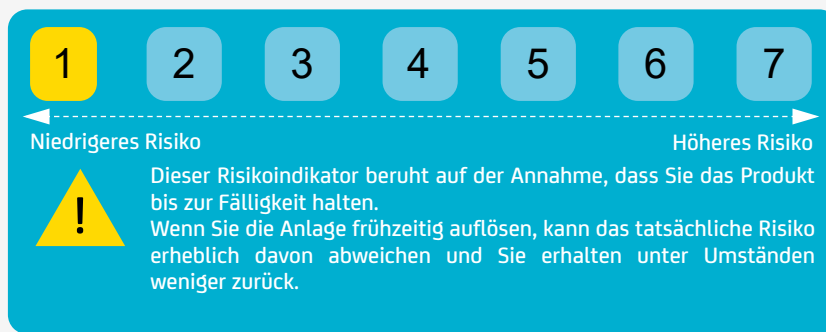 1 2 3 4 5 6 7
Niedrigeres Risiko Höheres Risiko
Dieser Risikoindikator beruht auf der Annahme, dass Sie das Produkt
bis zur Fälligkeit halten.
Wenn Sie die Anlage frühzeitig auflösen, kann das tatsächliche Risiko
erheblich davon abweichen und Sie erhalten unter Umständen
weniger zurück.
!